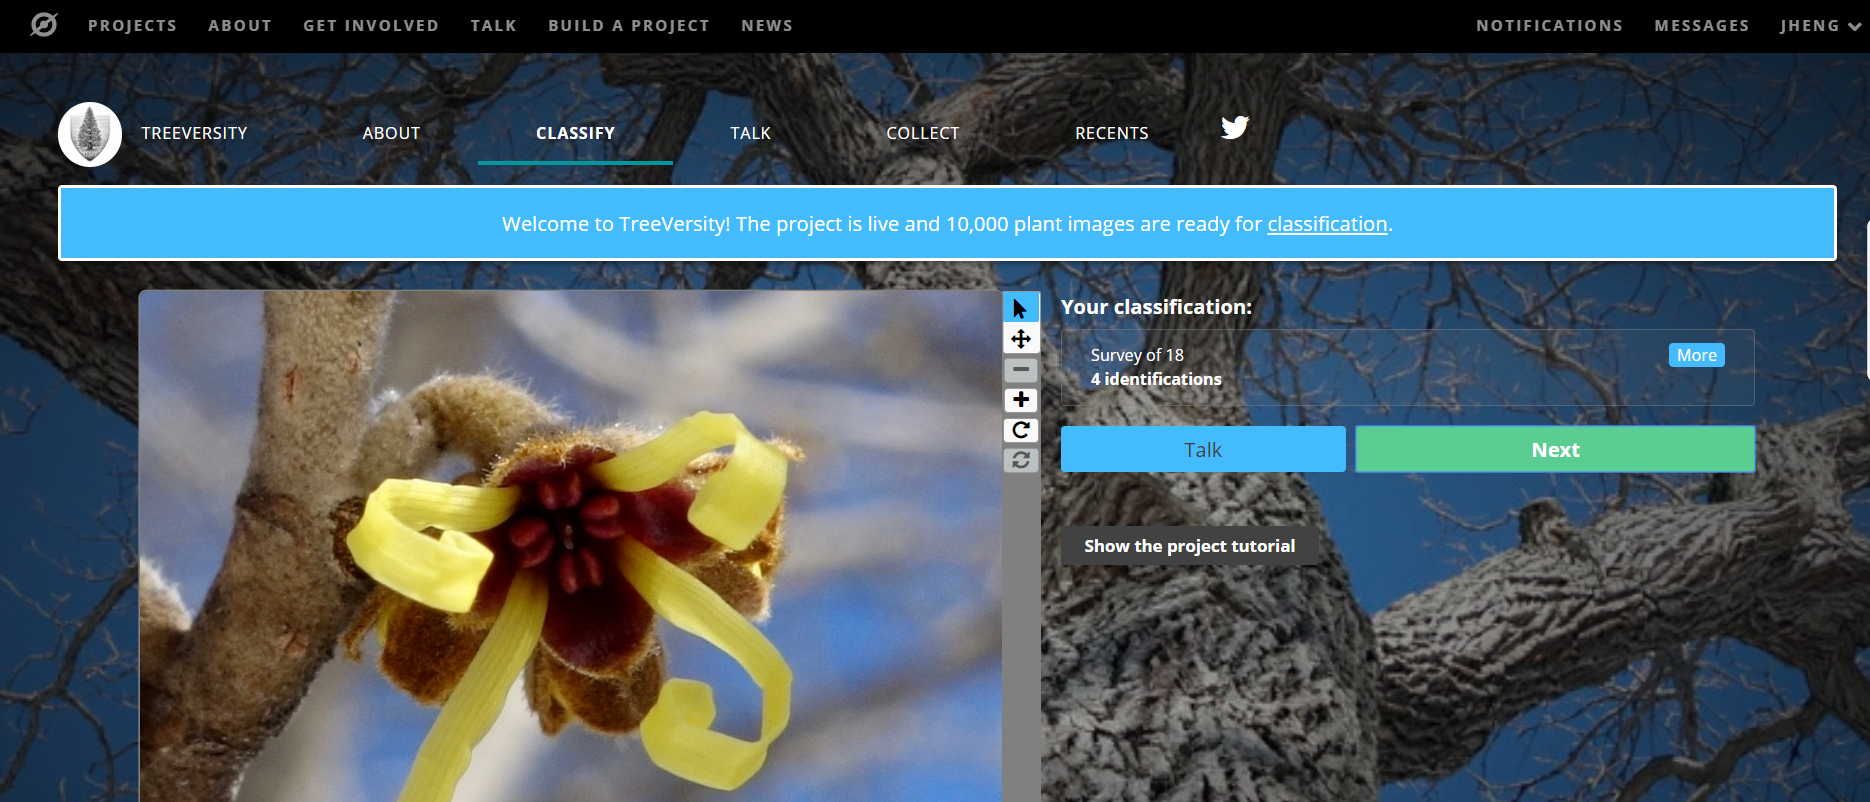 PROJECTS ABOUT GET INVOLVED TALK BUILD A PROJECT NEWS NOTIFICATIONS MESSAGES JHENG
TREEVERSITY ABOUT CLASSIFY TALK COLLECT RECENTS
Welcome to TreeVersity! The project is live and 10,000 plant images are ready for classification.
Your classification:
Survey of 18 More
4 identifications
Talk Next
Show the project tutorial